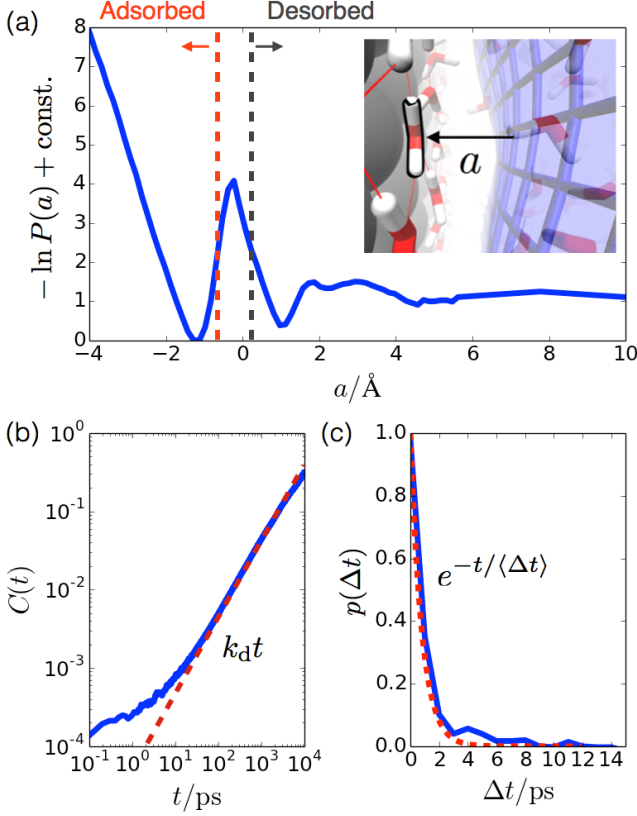 (a)
Adsorbed
Desorbed
− ln P(a) + const.
8
7
6
5
4
3
2
1
0
−4 −2 0 2 4 6 8 10
a/Å
a
(b)
C(t)
10^0
10^-1
10^-2
10^-3
10^-4
10^-1 10^0 10^1 10^2 10^3 10^4
t/ps
k_d t
(c)
p(Δt)
1.0
0.8
0.6
0.4
0.2
0.0
0 2 4 6 8 10 12 14
Δt/ps
e^{−t/⟨Δt⟩}